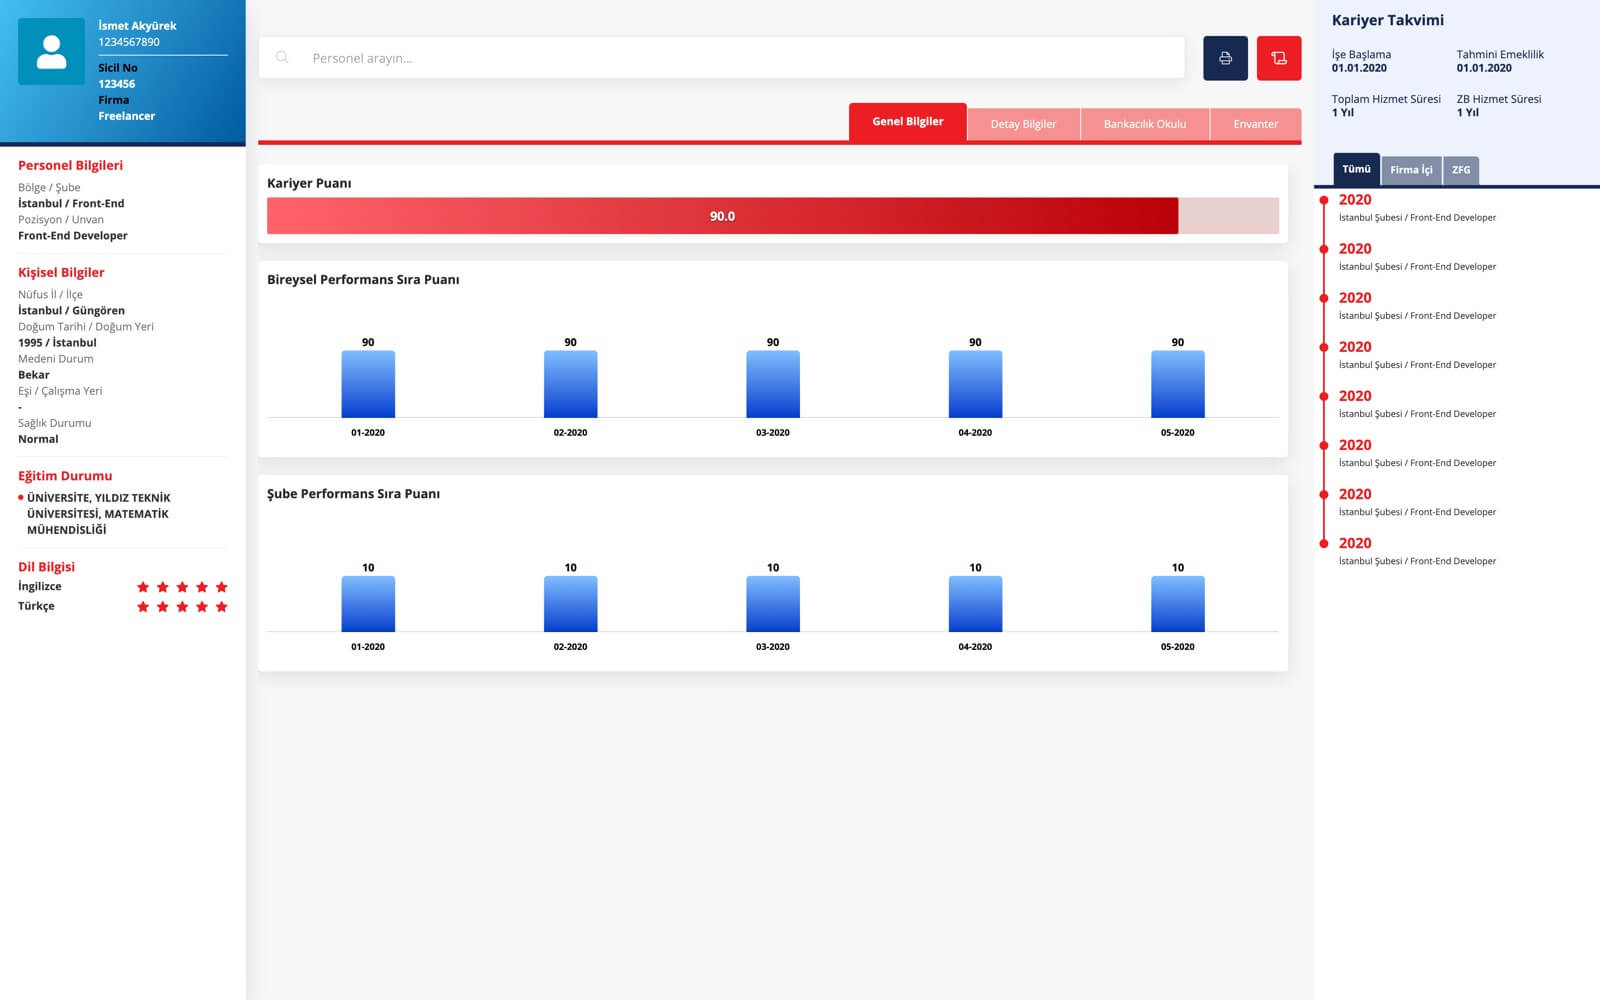 İsmet Akyürek
1234567890
Sicil No
123456
Firma
Freelancer
Personel Bilgileri
Bölge / Şube
İstanbul / Front-End
Pozisyon / Unvan
Front-End Developer
Kişisel Bilgiler
Nüfus İl / İlçe
İstanbul / Güngören
Doğum Tarihi / Doğum Yeri
1995 / İstanbul
Medeni Durum
Bekar
Eşi / Çalışma Yeri
-
Sağlık Durumu
Normal
Eğitim Durumu
ÜNİVERSİTE, YILDIZ TEKNİK
ÜNİVERSİTESİ, MATEMATİK
MÜHENDİSLİĞİ
Dil Bilgisi
İngilizce
Türkçe
Personel arayın...
Genel Bilgiler Detay Bilgiler Bankacılık Okulu Envanter
Kariyer Puanı
90.0
Bireysel Performans Sıra Puanı
90 90 90 90 90
01-2020 02-2020 03-2020 04-2020 05-2020
Şube Performans Sıra Puanı
10 10 10 10 10
01-2020 02-2020 03-2020 04-2020 05-2020
Kariyer Takvimi
İşe Başlama Tahmini Emeklilik
01.01.2020 01.01.2020
Toplam Hizmet Süresi ZB Hizmet Süresi
1 Yıl 1 Yıl
Tümü Firma İçi ZFG
2020
İstanbul Şubesi / Front-End Developer
2020
İstanbul Şubesi / Front-End Developer
2020
İstanbul Şubesi / Front-End Developer
2020
İstanbul Şubesi / Front-End Developer
2020
İstanbul Şubesi / Front-End Developer
2020
İstanbul Şubesi / Front-End Developer
2020
İstanbul Şubesi / Front-End Developer
2020
İstanbul Şubesi / Front-End Developer